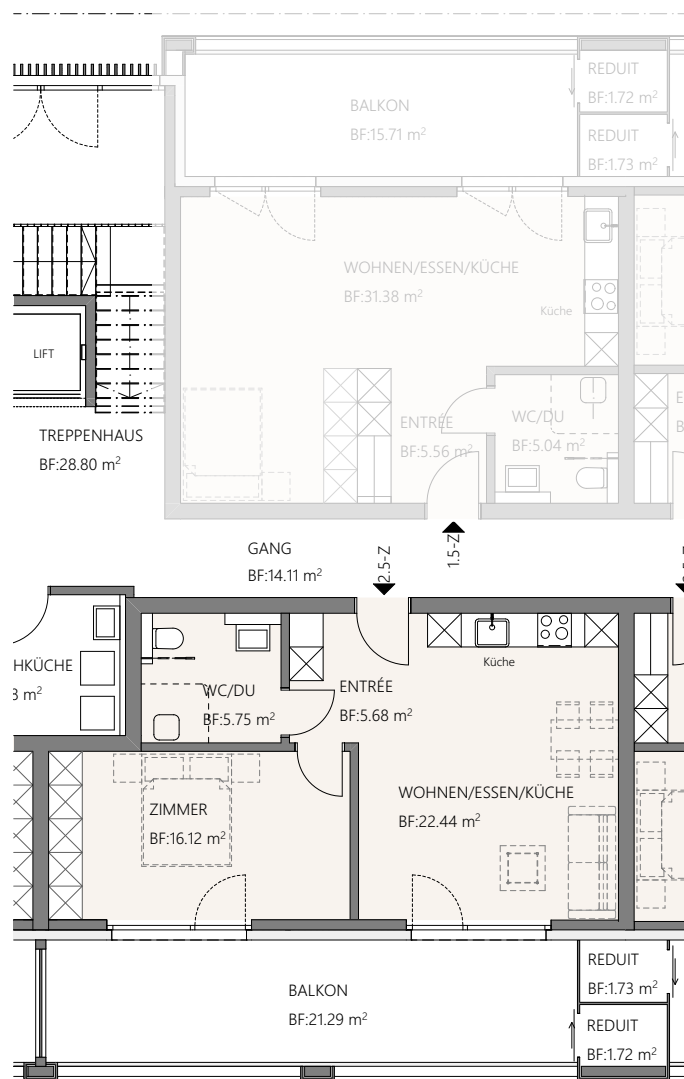 REDUIT
BF:1.72 m²
BALKON
BF:15.71 m²
REDUIT
BF:1.73 m²
WOHNEN/ESSEN/KÜCHE
BF:31.38 m²
Küche
LIFT
ENTRÉE
BF:5.56 m²
WC/DU
BF:5.04 m²
E
B
TREPPENHAUS
BF:28.80 m²
GANG
BF:14.11 m²
2.5-Z
1.5-Z
HKÜCHE
m²
WC/DU
BF:5.75 m²
ENTRÉE
BF:5.68 m²
Küche
ZIMMER
BF:16.12 m²
WOHNEN/ESSEN/KÜCHE
BF:22.44 m²
BALKON
BF:21.29 m²
REDUIT
BF:1.73 m²
REDUIT
BF:1.72 m²